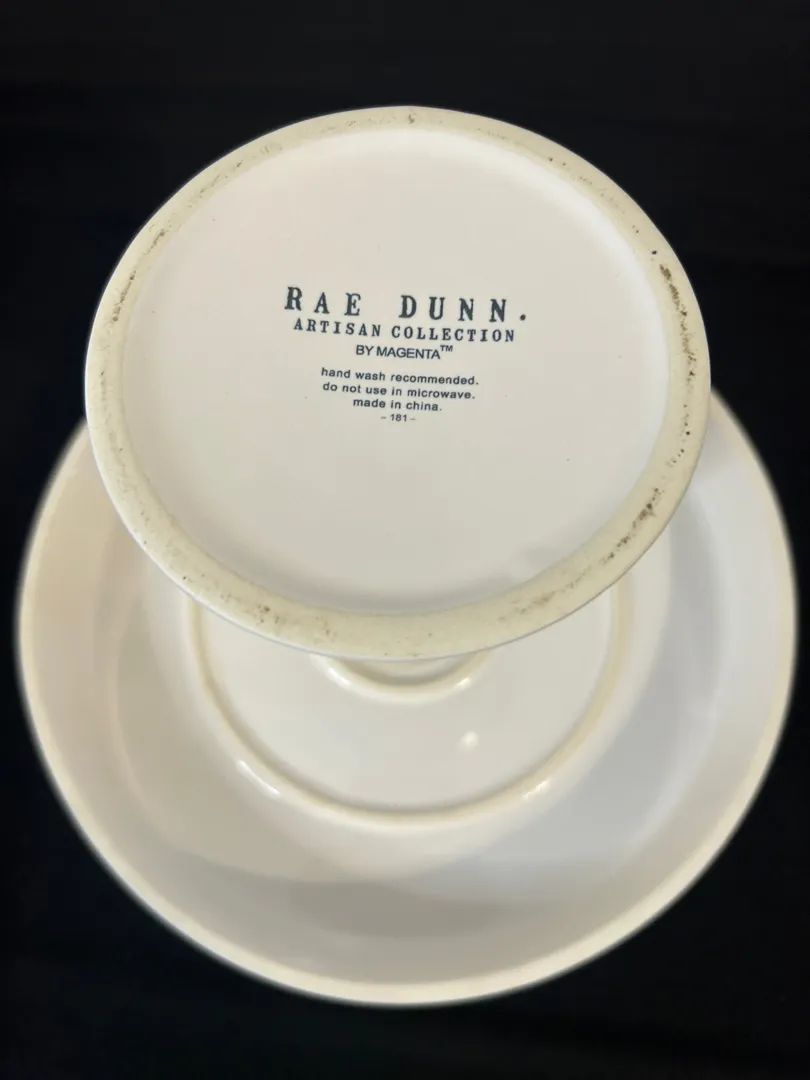 RAE DUNN.
ARTISAN COLLECTION
BY MAGENTA™
hand wash recommended.
do not use in microwave.
made in china.
– 181 –